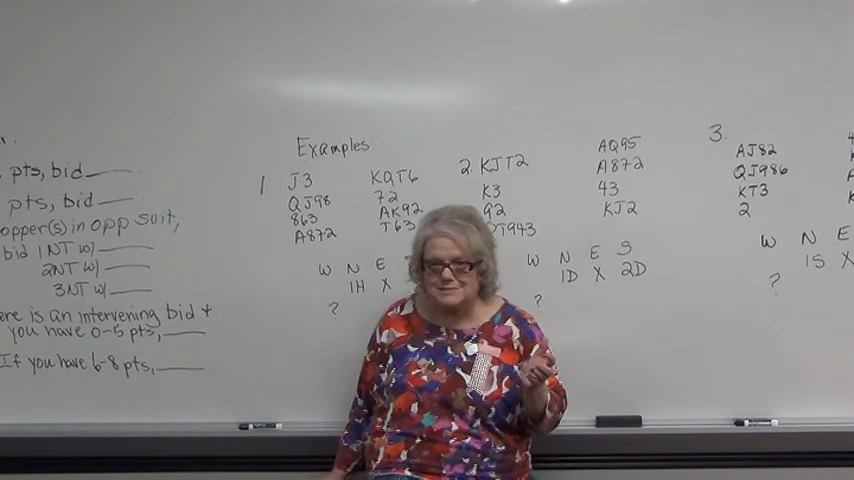 pts, bid
pts, bid
opper(s) in opp suit,
bid 1NT w/
2NT w/
3NT w/
ere is an intervening bid +
you have 0-5 pts,
If you have 6-8 pts,
Examples
1.
J3
QJ98
863
A872
KQT6
72
AK92
T63
W N E
1H X
?
2.
KJT2
K3
92
QT943
AQ95
A872
43
KJ2
W N E S
1D X 2D
?
3.
AJ82
QJ986
KT3
2
W N E
1S X
?